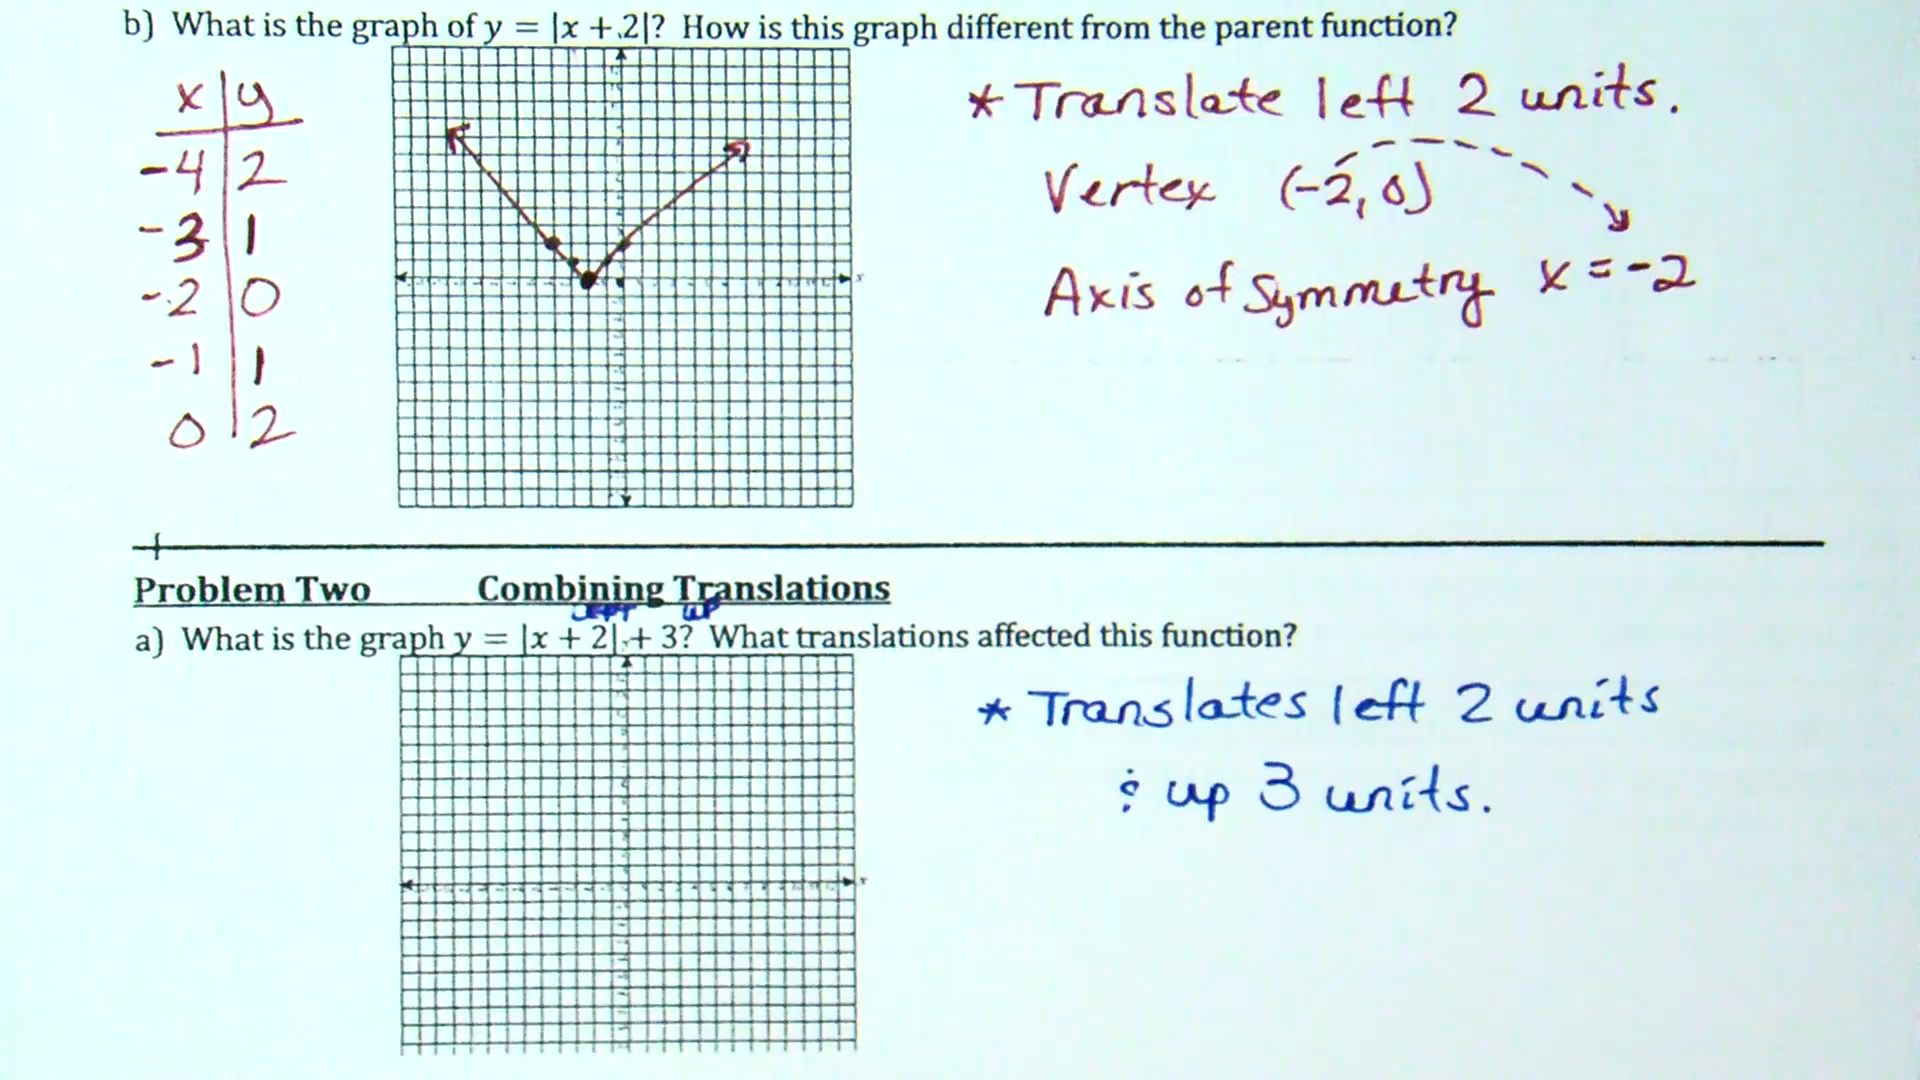 b) What is the graph of y = |x + 2|? How is this graph different from the parent function?
x y
-4 2
-3 1
-2 0
-1 1
0 2
* Translate left 2 units.
Vertex (-2, 0)
Axis of Symmetry x = -2
Problem Two Combining Translations
LEFT UP
a) What is the graph y = |x + 2| + 3? What translations affected this function?
* Translates left 2 units
& up 3 units.